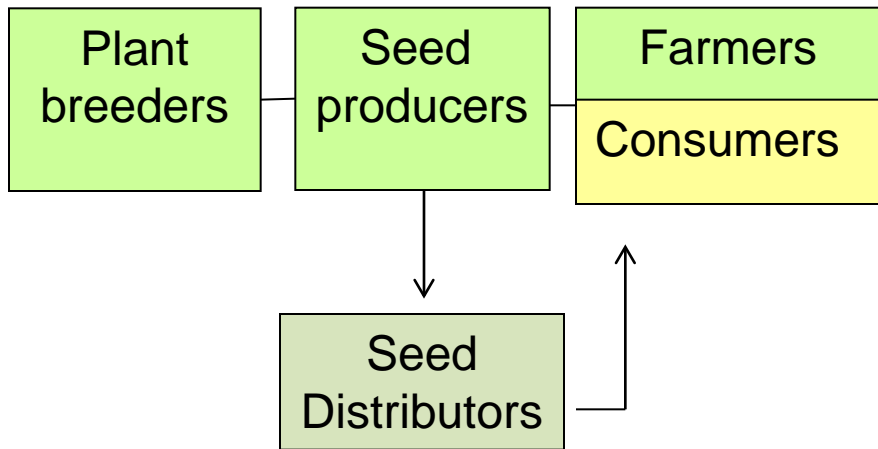 Plant
breeders
Seed
producers
Farmers
Consumers
Seed
Distributors